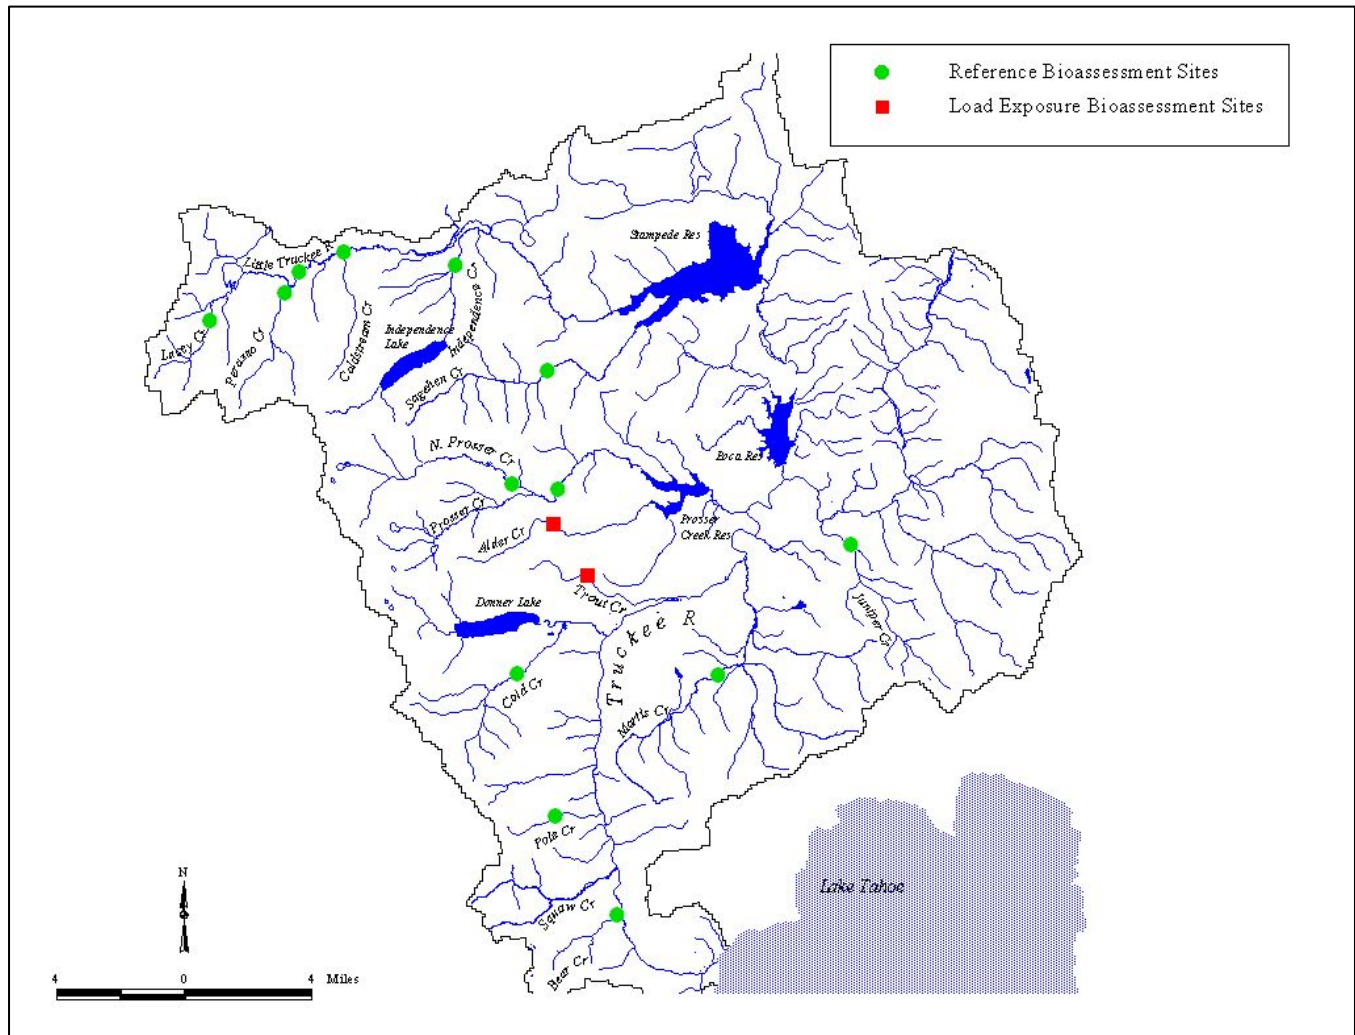 Reference Bioassessment Sites
Load Exposure Bioassessment Sites
Stampede Res
Little Truckee R
Independence Cr
Coldstream Cr
Independence
Lake
Lacey Cr
Perazzo Cr
Sagehen Cr
N. Prosser Cr
Boca Res
Prosser Cr
Prosser
Creek Res
Alder Cr
Trout Cr
Donner Lake
Juniper Cr
Truckee R
Cold Cr
Martis Cr
Pole Cr
Lake Tahoe
Squaw Cr
Bear Cr
N
4 0 4 Miles